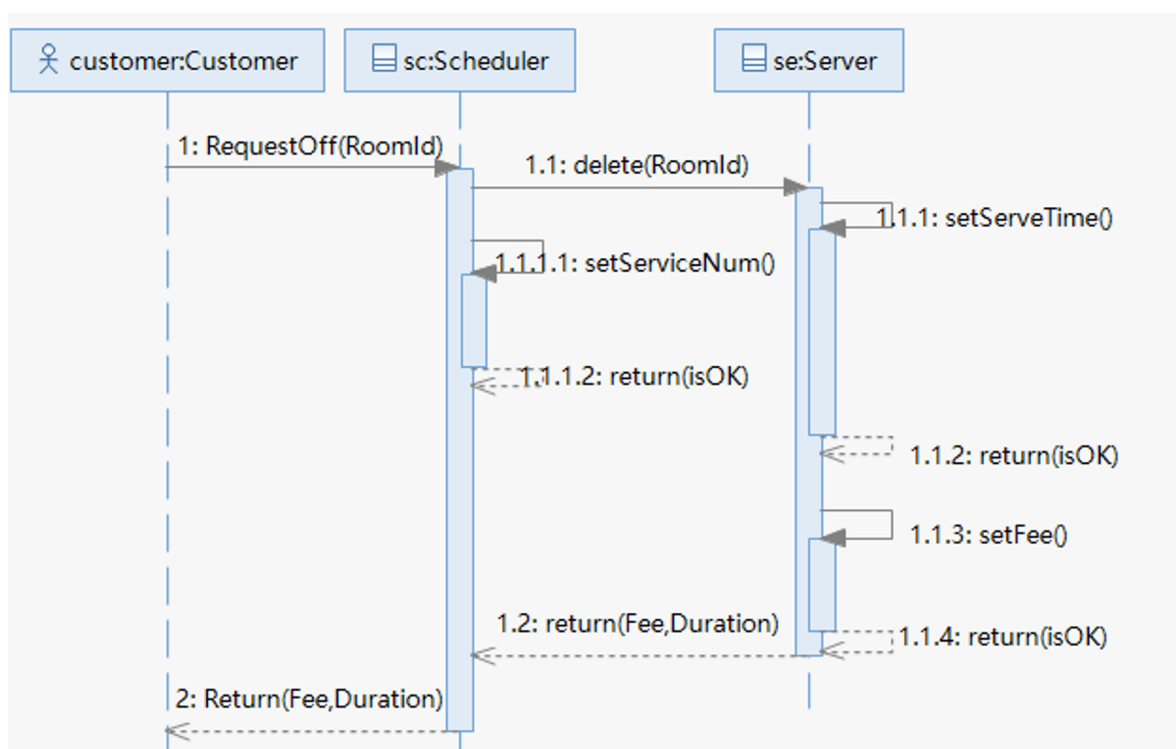 customer:Customer
sc:Scheduler
se:Server
1: RequestOff(RoomId)
1.1: delete(RoomId)
1.1.1: setServeTime()
1.1.1.1: setServiceNum()
1.1.1.2: return(isOK)
1.1.2: return(isOK)
1.1.3: setFee()
1.2: return(Fee,Duration)
1.1.4: return(isOK)
2: Return(Fee,Duration)